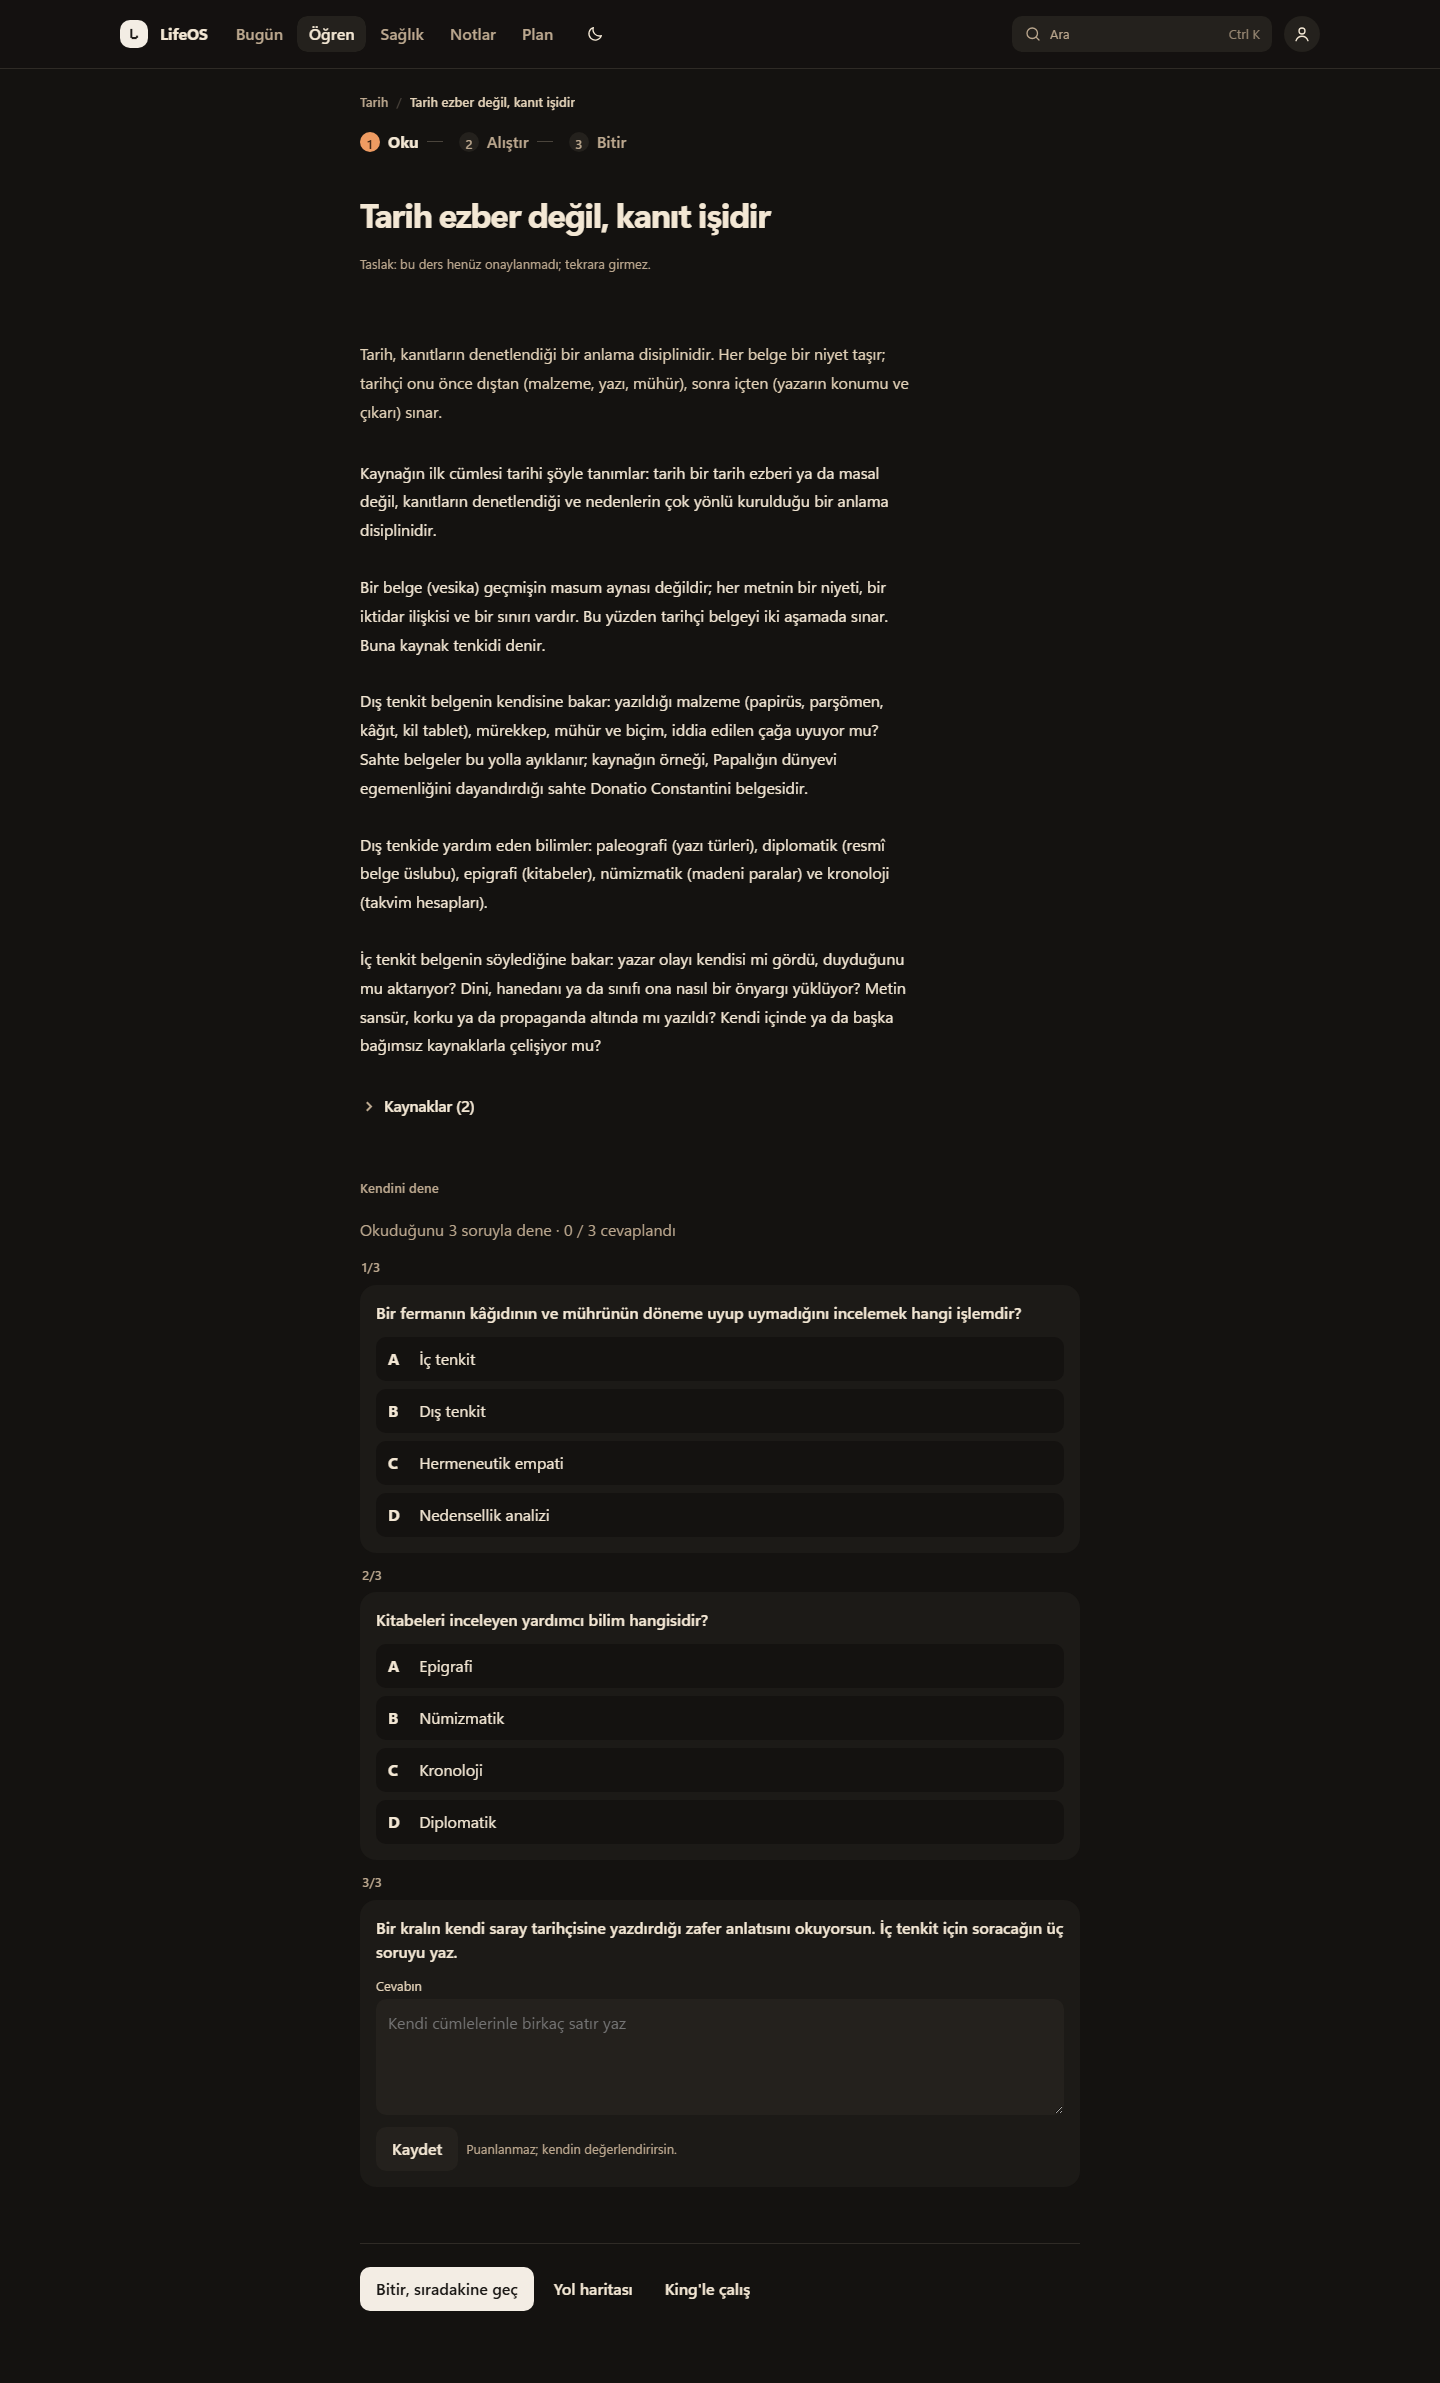 LifeOS Bugün Öğren Sağlık Notlar Plan Ara Ctrl K
Tarih / Tarih ezber değil, kanıt işidir
1 Oku 2 Alıştır 3 Bitir
Tarih ezber değil, kanıt işidir
Taslak: bu ders henüz onaylanmadı; tekrara girmez.
Tarih, kanıtların denetlendiği bir anlama disiplinidir. Her belge bir niyet taşır;
tarihçi onu önce dıştan (malzeme, yazı, mühür), sonra içten (yazarın konumu ve
çıkarı) sınar.
Kaynağın ilk cümlesi tarihi şöyle tanımlar: tarih bir tarih ezberi ya da masal
değil, kanıtların denetlendiği ve nedenlerin çok yönlü kurulduğu bir anlama
disiplinidir.
Bir belge (vesika) geçmişin masum aynası değildir; her metnin bir niyeti, bir
iktidar ilişkisi ve bir sınırı vardır. Bu yüzden tarihçi belgeyi iki aşamada sınar.
Buna kaynak tenkidi denir.
Dış tenkit belgenin kendisine bakar: yazıldığı malzeme (papirüs, parşömen,
kâğıt, kil tablet), mürekkep, mühür ve biçim, iddia edilen çağa uyuyor mu?
Sahte belgeler bu yolla ayıklanır; kaynağın örneği, Papalığın dünyevi
egemenliğini dayandırdığı sahte Donatio Constantini belgesidir.
Dış tenkide yardım eden bilimler: paleografi (yazı türleri), diplomatik (resmî
belge üslubu), epigrafi (kitabeler), nümizmatik (madeni paralar) ve kronoloji
(takvim hesapları).
İç tenkit belgenin söylediğine bakar: yazar olayı kendisi mi gördü, duyduğunu
mu aktarıyor? Dini, hanedanı ya da sınıfı ona nasıl bir önyargı yüklüyor? Metin
sansür, korku ya da propaganda altında mı yazıldı? Kendi içinde ya da başka
bağımsız kaynaklarla çelişiyor mu?
Kaynaklar (2)
Kendini dene
Okuduğunu 3 soruyla dene · 0 / 3 cevaplandı
1/3
Bir fermanın kâğıdının ve mührünün döneme uyup uymadığını incelemek hangi işlemdir?
A İç tenkit
B Dış tenkit
C Hermeneutik empati
D Nedensellik analizi
2/3
Kitabeleri inceleyen yardımcı bilim hangisidir?
A Epigrafi
B Nümizmatik
C Kronoloji
D Diplomatik
3/3
Bir kralın kendi saray tarihçisine yazdırdığı zafer anlatısını okuyorsun. İç tenkit için soracağın üç
soruyu yaz.
Cevabın
Kendi cümlelerinle birkaç satır yaz
Kaydet Puanlanmaz; kendin değerlendirirsin.
Bitir, sıradakine geç Yol haritası King'le çalış